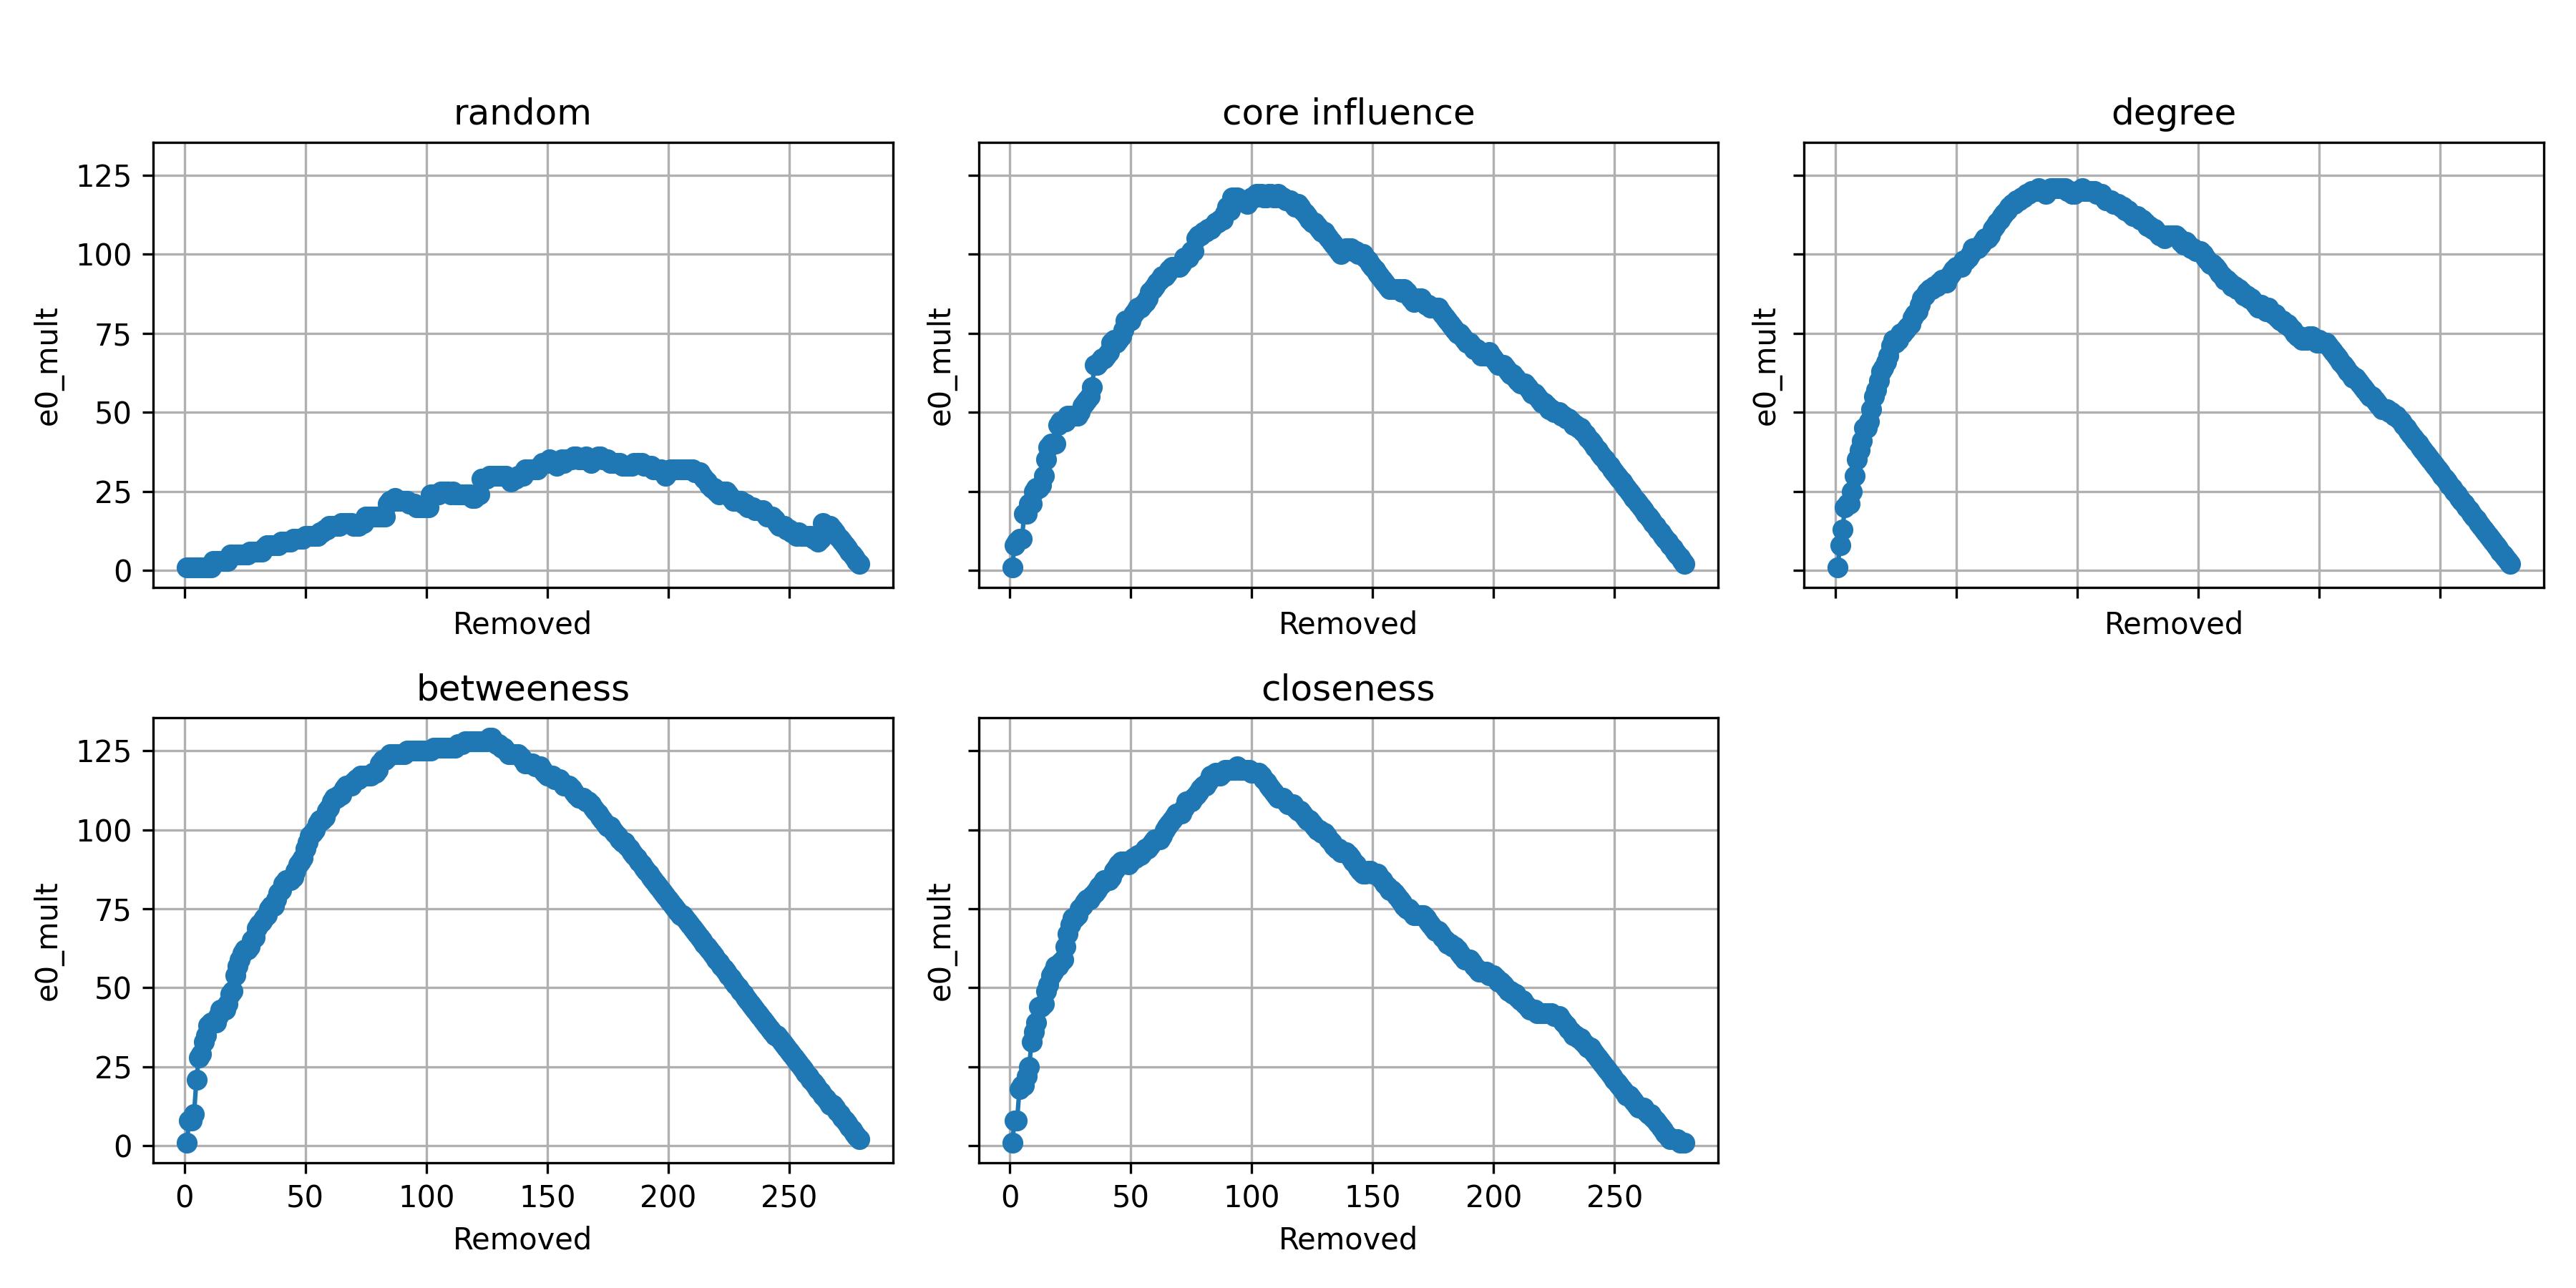 random
core influence
degree
125
100
75
50
25
0
e0_mult
e0_mult
e0_mult
Removed
Removed
Removed
betweeness
closeness
125
100
75
50
25
0
e0_mult
e0_mult
0 50 100 150 200 250
0 50 100 150 200 250
Removed
Removed